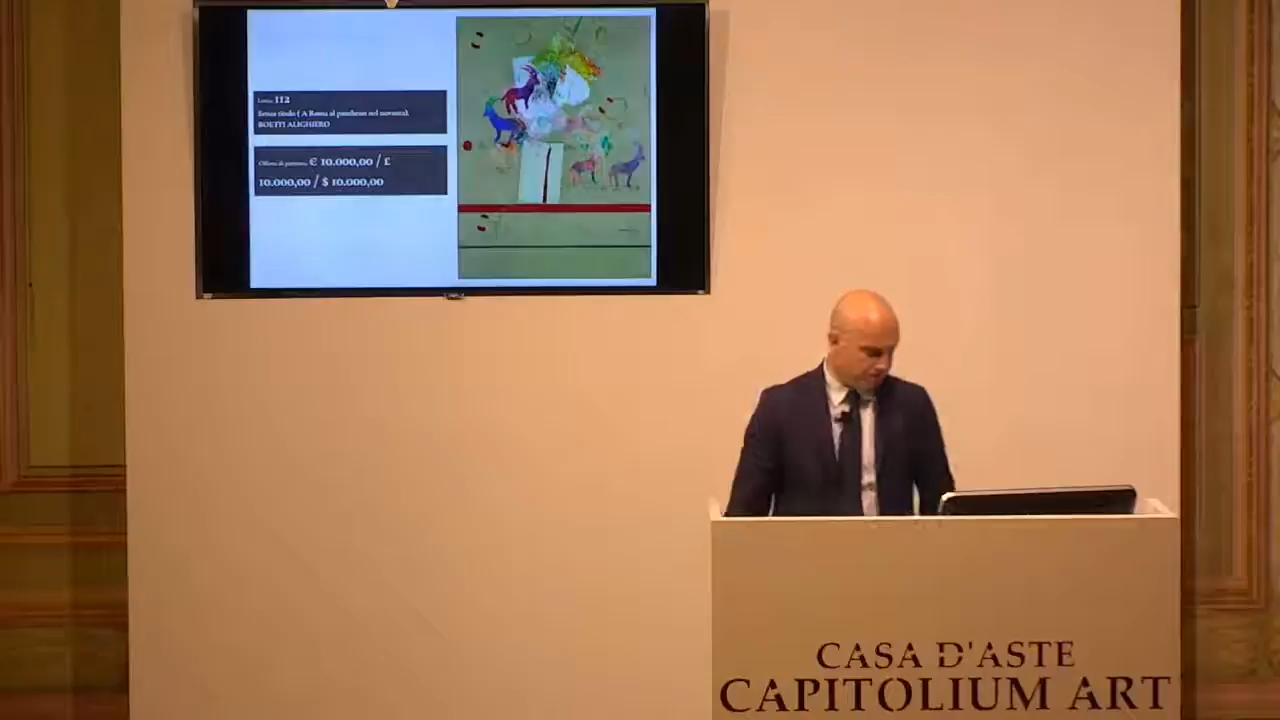 Lotto: 112
Senza titolo ( A Roma al pantheon nel novanta).
BOETTI ALIGHIERO
Offerta di partenza: € 10.000,00 / £
10.000,00 / $ 10.000,00
CASA D'ASTE
CAPITOLIUM ART